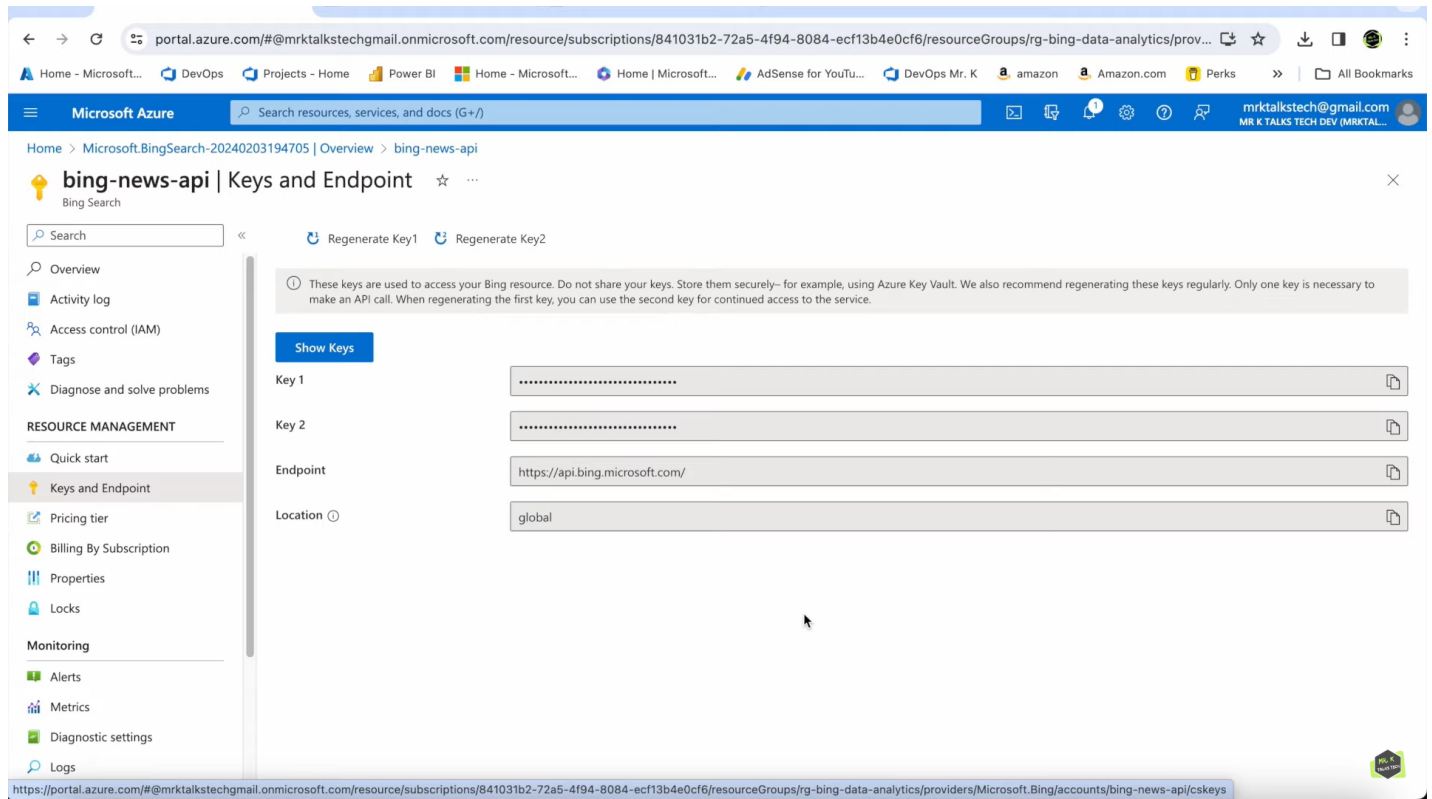 portal.azure.com/#@mrktalkstechgmail.onmicrosoft.com/resource/subscriptions/841031b2-72a5-4f94-8084-ecf13b4e0cf6/resourceGroups/rg-bing-data-analytics/prov...
Home - Microsoft... DevOps Projects - Home Power BI Home - Microsoft... Home | Microsoft... AdSense for YouTu... DevOps Mr. K amazon Amazon.com Perks » All Bookmarks
Microsoft Azure Search resources, services, and docs (G+/) 1 mrktalkstech@gmail.com
MR K TALKS TECH DEV (MRKTAL...
Home > Microsoft.BingSearch-20240203194705 | Overview > bing-news-api
bing-news-api | Keys and Endpoint ...
Bing Search
Search «
Regenerate Key1 Regenerate Key2
Overview
Activity log
Access control (IAM)
Tags
Diagnose and solve problems
RESOURCE MANAGEMENT
Quick start
Keys and Endpoint
Pricing tier
Billing By Subscription
Properties
Locks
Monitoring
Alerts
Metrics
Diagnostic settings
Logs
These keys are used to access your Bing resource. Do not share your keys. Store them securely– for example, using Azure Key Vault. We also recommend regenerating these keys regularly. Only one key is necessary to
make an API call. When regenerating the first key, you can use the second key for continued access to the service.
Show Keys
Key 1 ••••••••••••••••••••••••••••••••
Key 2 ••••••••••••••••••••••••••••••••
Endpoint https://api.bing.microsoft.com/
Location global
MR. K
TALKS TECH
https://portal.azure.com/#@mrktalkstechgmail.onmicrosoft.com/resource/subscriptions/841031b2-72a5-4f94-8084-ecf13b4e0cf6/resourceGroups/rg-bing-data-analytics/providers/Microsoft.Bing/accounts/bing-news-api/cskeys